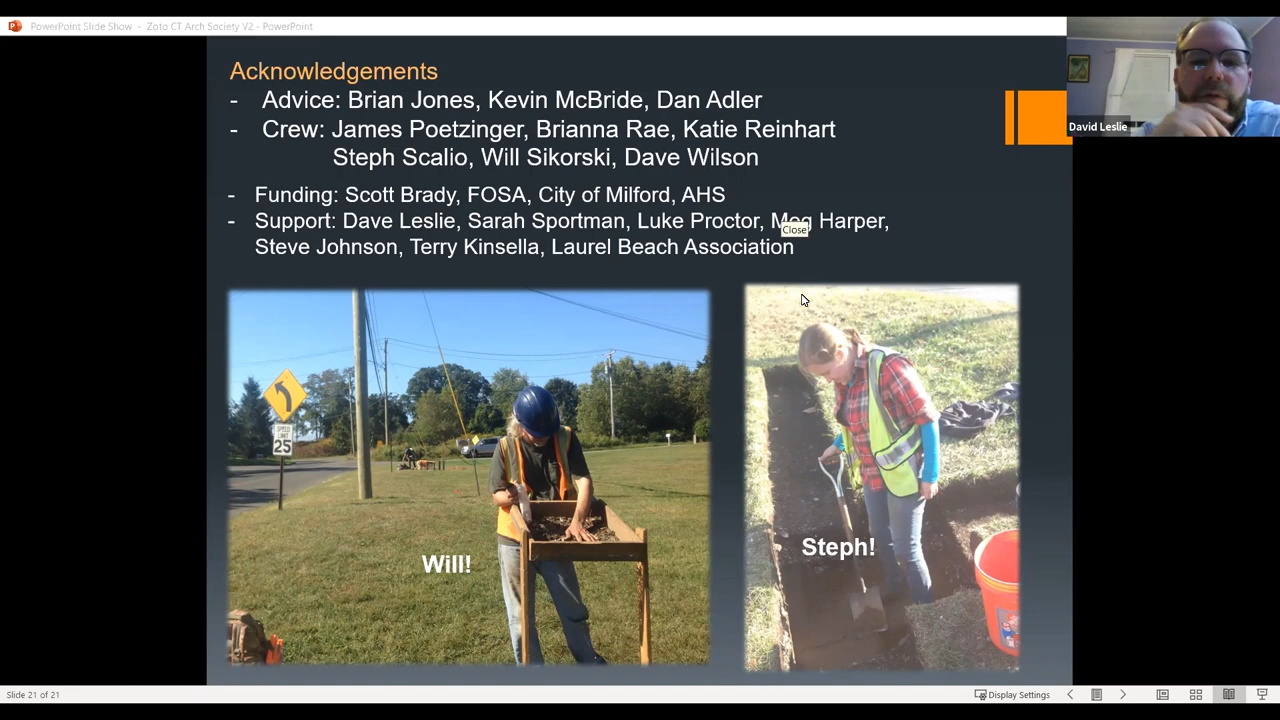 PowerPoint Slide Show - Zoto CT Arch Society V2 - PowerPoint
David Leslie
Acknowledgements
- Advice: Brian Jones, Kevin McBride, Dan Adler
- Crew: James Poetzinger, Brianna Rae, Katie Reinhart
Steph Scalio, Will Sikorski, Dave Wilson
- Funding: Scott Brady, FOSA, City of Milford, AHS
- Support: Dave Leslie, Sarah Sportman, Luke Proctor, Meg Harper,
Close
Steve Johnson, Terry Kinsella, Laurel Beach Association
SPEED
LIMIT
25
Will!
Steph!
Slide 21 of 21
Display Settings